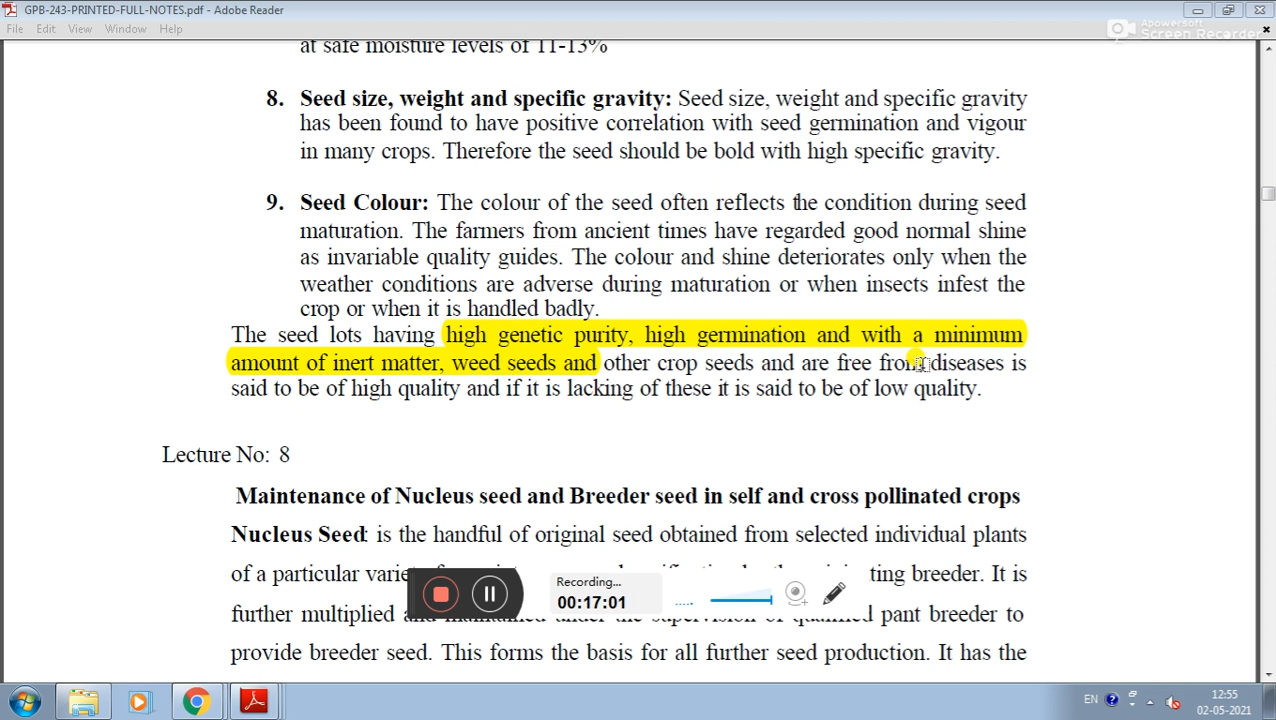 GPB-243-PRINTED-FULL-NOTES.pdf - Adobe Reader
File Edit View Window Help
Apowersoft
Screen Recorder
at safe moisture levels of 11-13%
8. Seed size, weight and specific gravity: Seed size, weight and specific gravity
has been found to have positive correlation with seed germination and vigour
in many crops. Therefore the seed should be bold with high specific gravity.
9. Seed Colour: The colour of the seed often reflects the condition during seed
maturation. The farmers from ancient times have regarded good normal shine
as invariable quality guides. The colour and shine deteriorates only when the
weather conditions are adverse during maturation or when insects infest the
crop or when it is handled badly.
The seed lots having high genetic purity, high germination and with a minimum
amount of inert matter, weed seeds and other crop seeds and are free from diseases is
said to be of high quality and if it is lacking of these it is said to be of low quality.
Lecture No: 8
Maintenance of Nucleus seed and Breeder seed in self and cross pollinated crops
Nucleus Seed: is the handful of original seed obtained from selected individual plants
of a particular breeder. It is
further multiplied pant breeder to
provide breeder seed. This forms the basis for all further seed production. It has the
Recording...
00:17:01
EN
12:55
02-05-2021